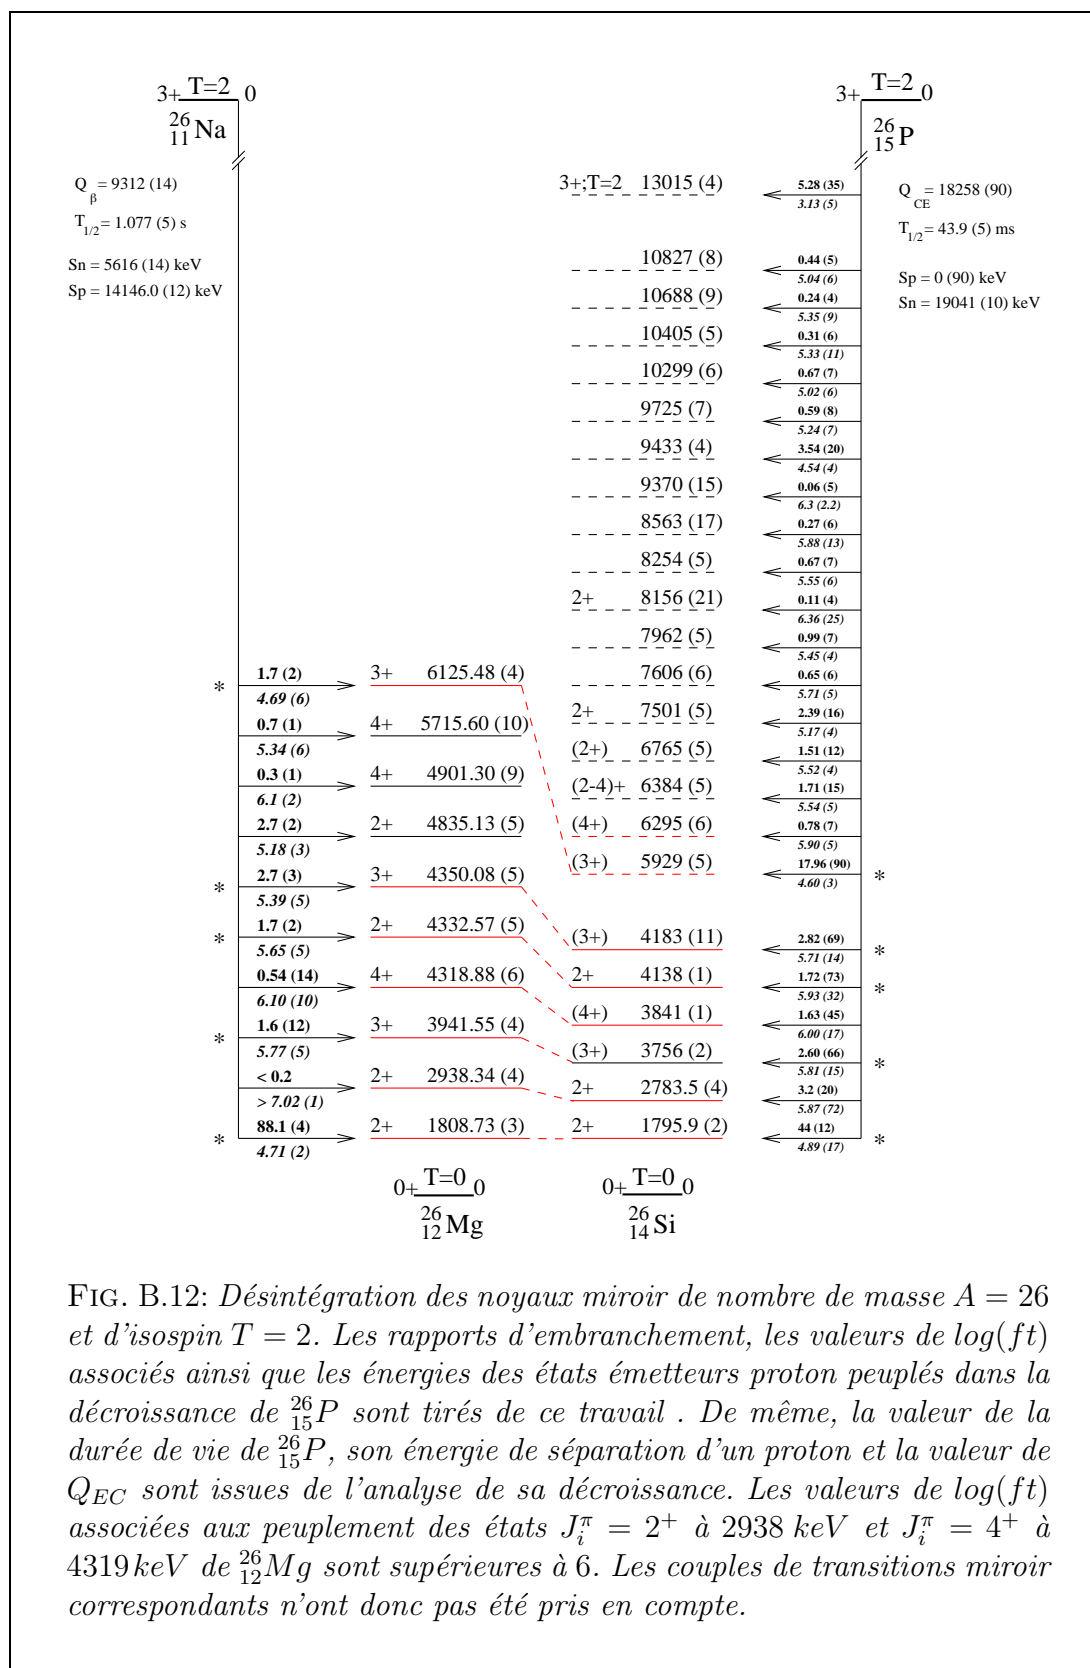 3+ T=2 0
26
11 Na
Q β = 9312 (14)
T 1/2 = 1.077 (5) s
Sn = 5616 (14) keV
Sp = 14146.0 (12) keV
3+ T=2 0
26
15 P
Q CE = 18258 (90)
T 1/2 = 43.9 (5) ms
Sp = 0 (90) keV
Sn = 19041 (10) keV
3+;T=2 13015 (4) 5.28 (35)
3.13 (5)
10827 (8) 0.44 (5)
5.04 (6)
10688 (9) 0.24 (4)
5.35 (9)
10405 (5) 0.31 (6)
5.33 (11)
10299 (6) 0.67 (7)
5.02 (6)
9725 (7) 0.59 (8)
5.24 (7)
9433 (4) 3.54 (20)
4.54 (4)
9370 (15) 0.06 (5)
6.3 (2.2)
8563 (17) 0.27 (6)
5.88 (13)
8254 (5) 0.67 (7)
5.55 (6)
2+ 8156 (21) 0.11 (4)
6.36 (25)
7962 (5) 0.99 (7)
5.45 (4)
7606 (6) 0.65 (6)
5.71 (5)
2+ 7501 (5) 2.39 (16)
5.17 (4)
(2+) 6765 (5) 1.51 (12)
5.52 (4)
(2-4)+ 6384 (5) 1.71 (15)
5.54 (5)
(4+) 6295 (6) 0.78 (7)
5.90 (5)
(3+) 5929 (5) 17.96 (90) *
4.60 (3)
(3+) 4183 (11) 2.82 (69) *
5.71 (14)
2+ 4138 (1) 1.72 (73) *
5.93 (32)
(4+) 3841 (1) 1.63 (45)
6.00 (17)
(3+) 3756 (2) 2.60 (66) *
5.81 (15)
2+ 2783.5 (4) 3.2 (20)
5.87 (72)
2+ 1795.9 (2) 44 (12) *
4.89 (17)
* 1.7 (2) 3+ 6125.48 (4)
4.69 (6)
0.7 (1) 4+ 5715.60 (10)
5.34 (6)
0.3 (1) 4+ 4901.30 (9)
6.1 (2)
2.7 (2) 2+ 4835.13 (5)
5.18 (3)
* 2.7 (3) 3+ 4350.08 (5)
5.39 (5)
* 1.7 (2) 2+ 4332.57 (5)
5.65 (5)
0.54 (14) 4+ 4318.88 (6)
6.10 (10)
* 1.6 (12) 3+ 3941.55 (4)
5.77 (5)
< 0.2 2+ 2938.34 (4)
> 7.02 (1)
* 88.1 (4) 2+ 1808.73 (3)
4.71 (2)
0+ T=0 0
26
12 Mg
0+ T=0 0
26
14 Si
FIG. B.12: Désintégration des noyaux miroir de nombre de masse A = 26
et d'isospin T = 2. Les rapports d'embranchement, les valeurs de log(ft)
associés ainsi que les énergies des états émetteurs proton peuplés dans la
décroissance de ²⁶₁₅P sont tirés de ce travail . De même, la valeur de la
durée de vie de ²⁶₁₅P, son énergie de séparation d'un proton et la valeur de
Q_EC sont issues de l'analyse de sa décroissance. Les valeurs de log(ft)
associées aux peuplement des états J_i^π = 2⁺ à 2938 keV et J_i^π = 4⁺ à
4319keV de ²⁶₁₂Mg sont supérieures à 6. Les couples de transitions miroir
correspondants n'ont donc pas été pris en compte.